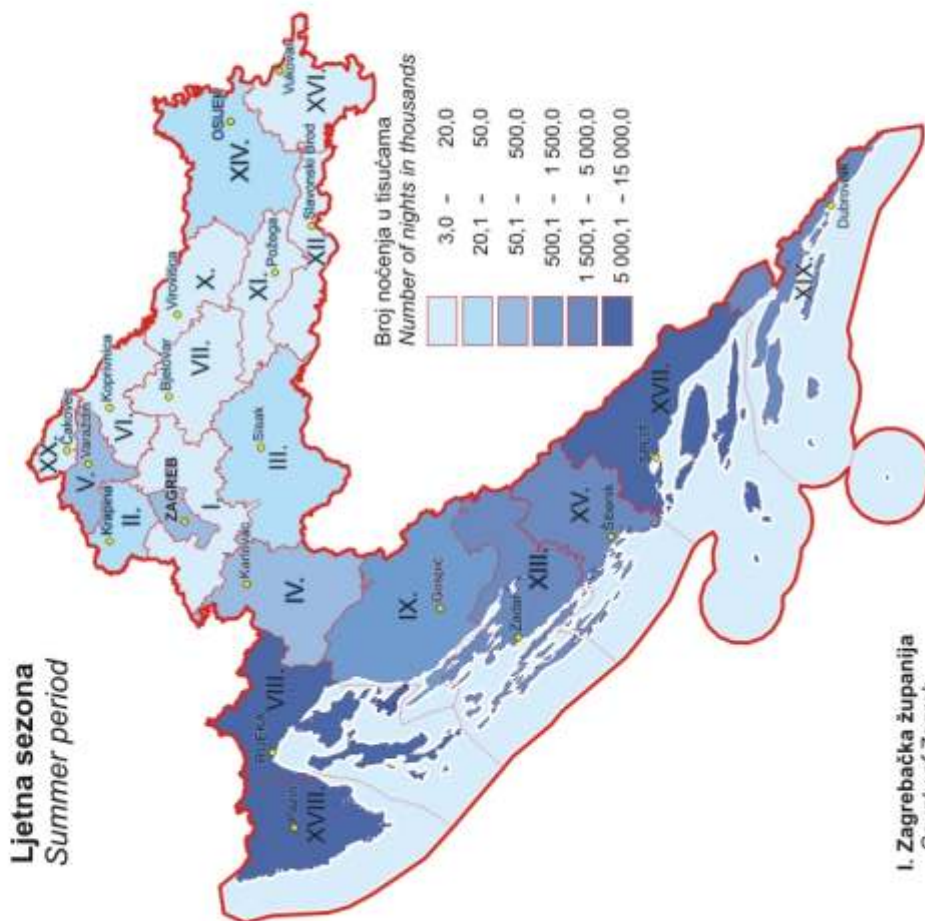 Ljetna sezona
Summer period
XX.
Čakovec
V.
Varaždin
Krapina
II.
Koprivnica
VI.
ZAGREB
I.
Bjelovar
VII.
Virovitica
X.
OSIJEK
XIV.
Vukovar
XVI.
Karlovac
Sisak
III.
Požega
XI.
Slavonski Brod
XII.
RIJEKA
VIII.
Pazin
XVIII.
IV.
IX.
Gospić
Zadar
XIII.
XV.
Šibenik
XVII.
SPLIT
XIX.
Dubrovnik
Broj noćenja u tisućama
Number of nights in thousands
3,0 – 20,0
20,1 – 50,0
50,1 – 500,0
500,1 – 1 500,0
1 500,1 – 5 000,0
5 000,1 – 15 000,0
I. Zagrebačka županija